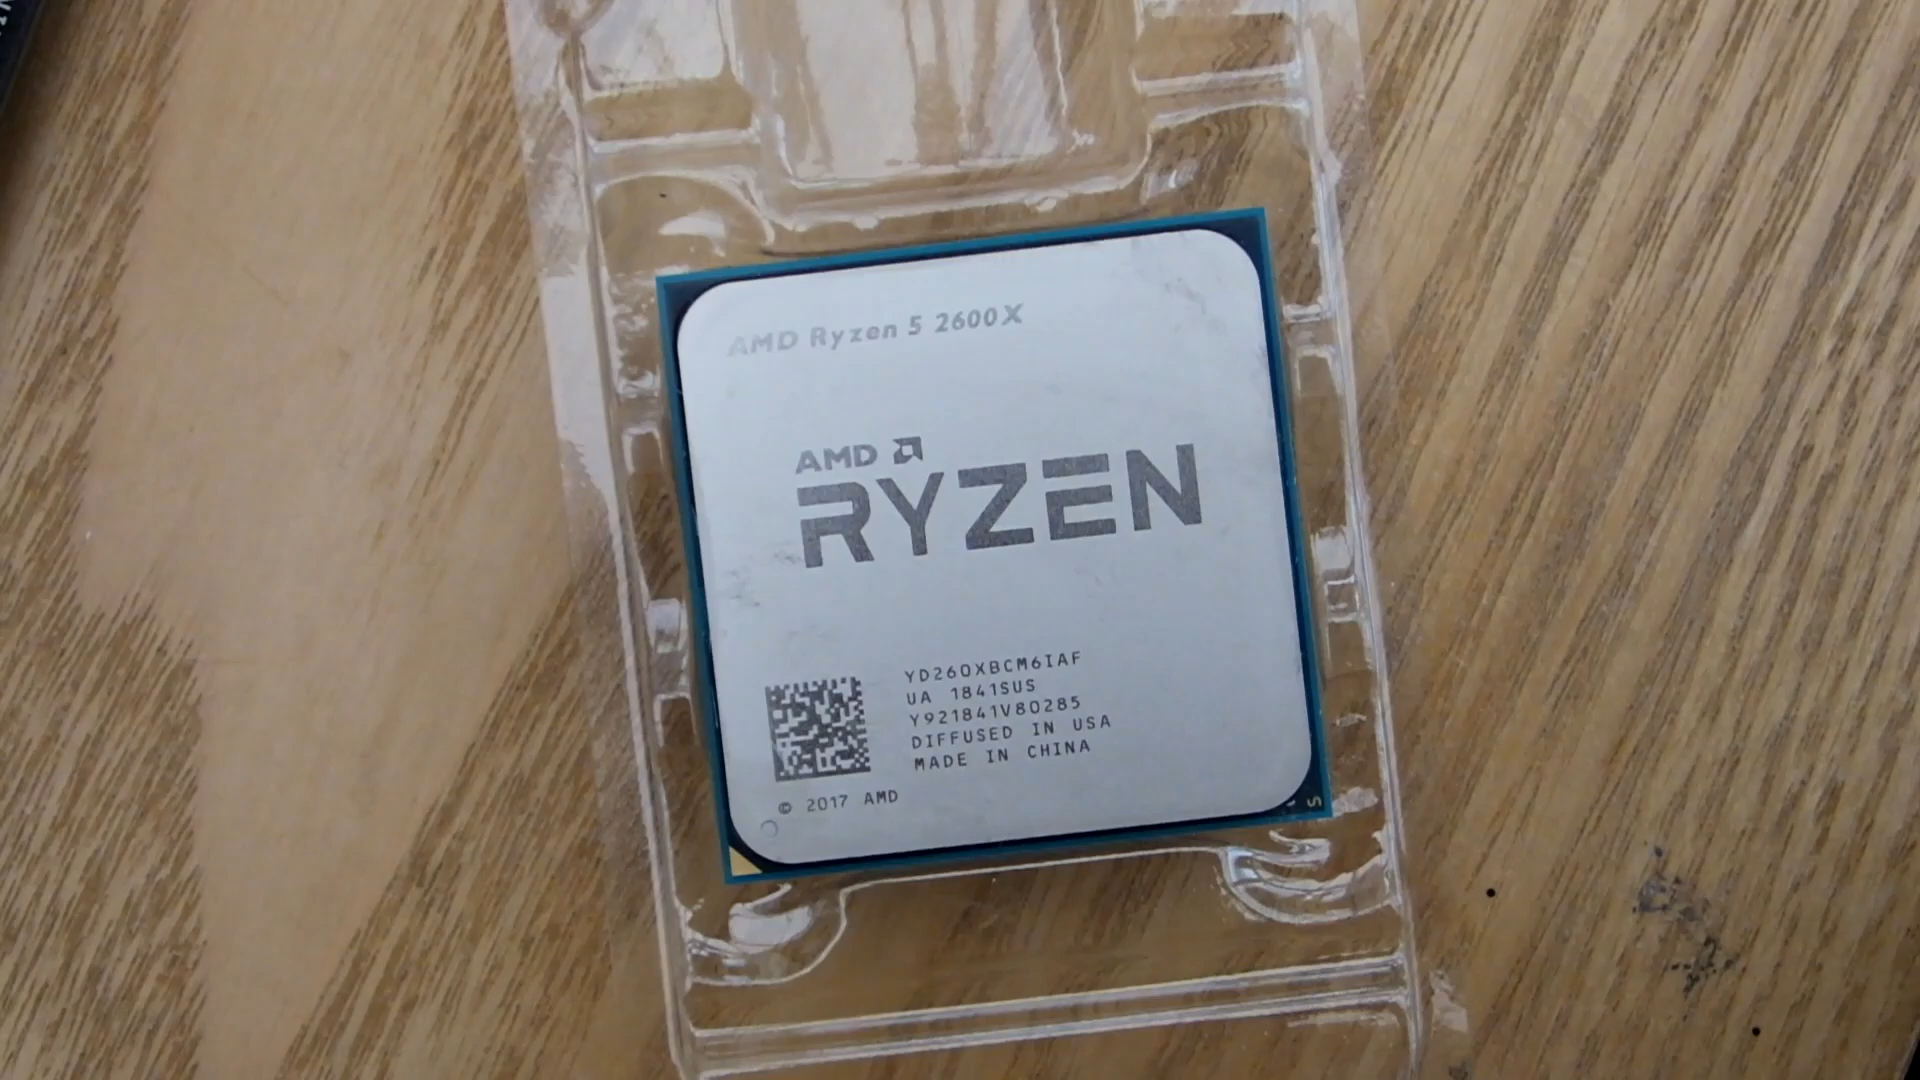 AMD Ryzen 5 2600X
AMD
RYZEN
YD260XBCM6IAF
UA 1841SUS
Y921841V80285
DIFFUSED IN USA
MADE IN CHINA
© 2017 AMD